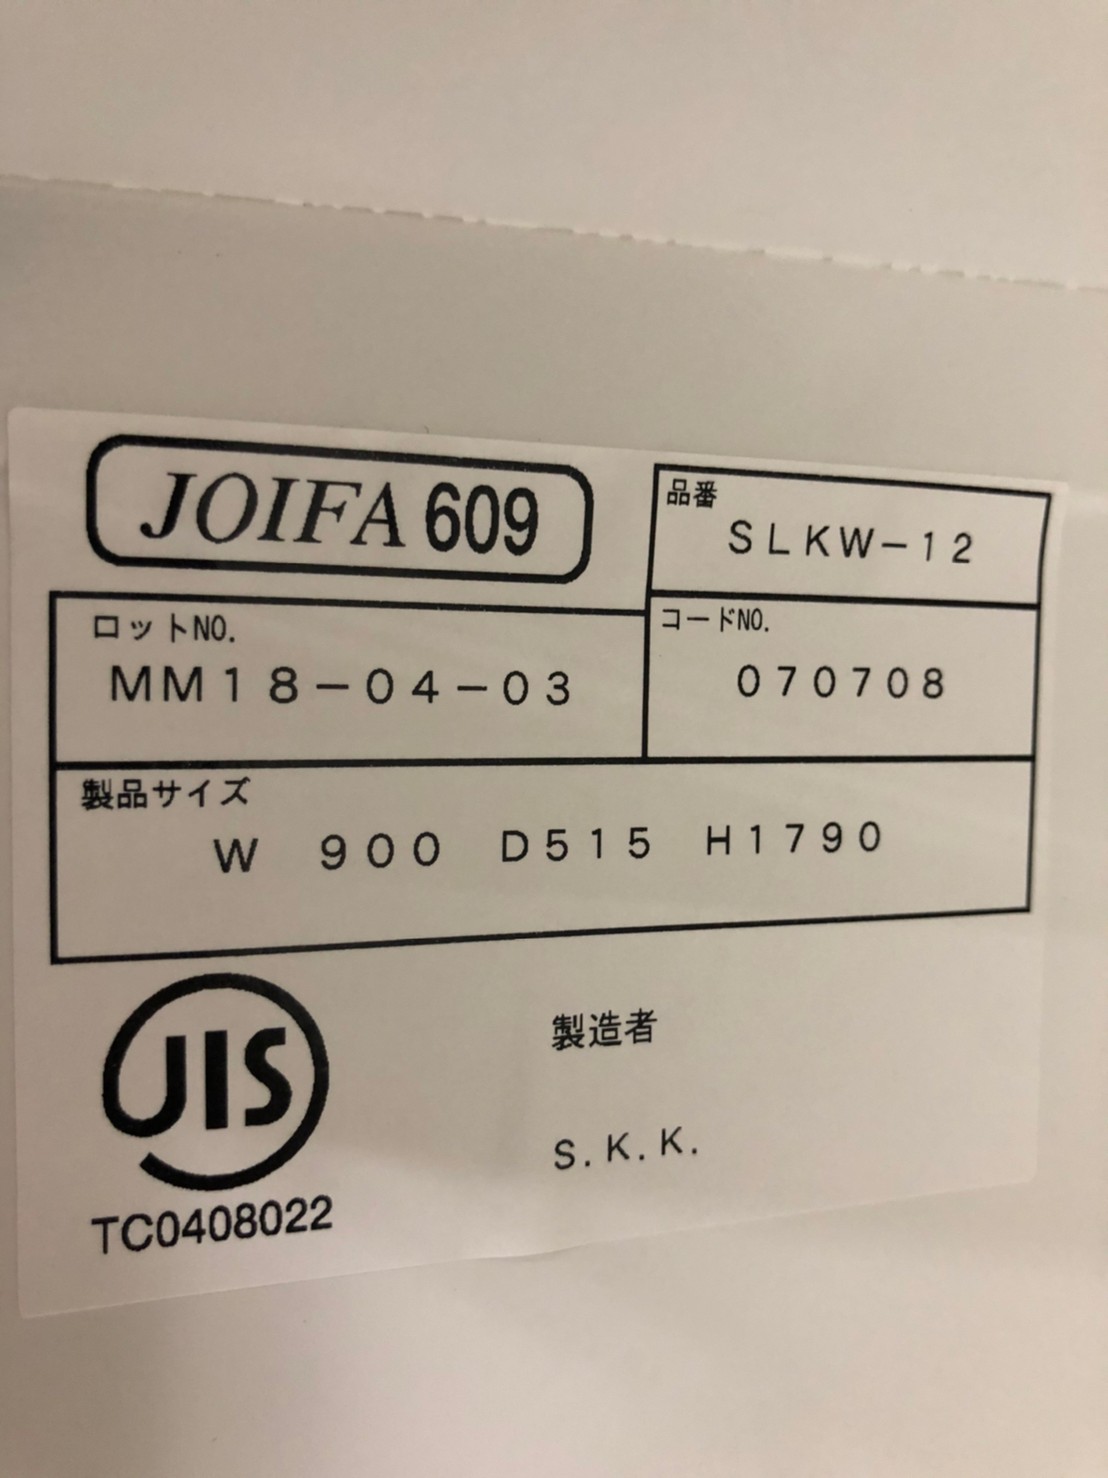 JOIFA 609
品番
SLKW-12
ロットNO.
MM18-04-03
コードNO.
070708
製品サイズ
W 900 D515 H1790
JIS
TC0408022
製造者
S.K.K.